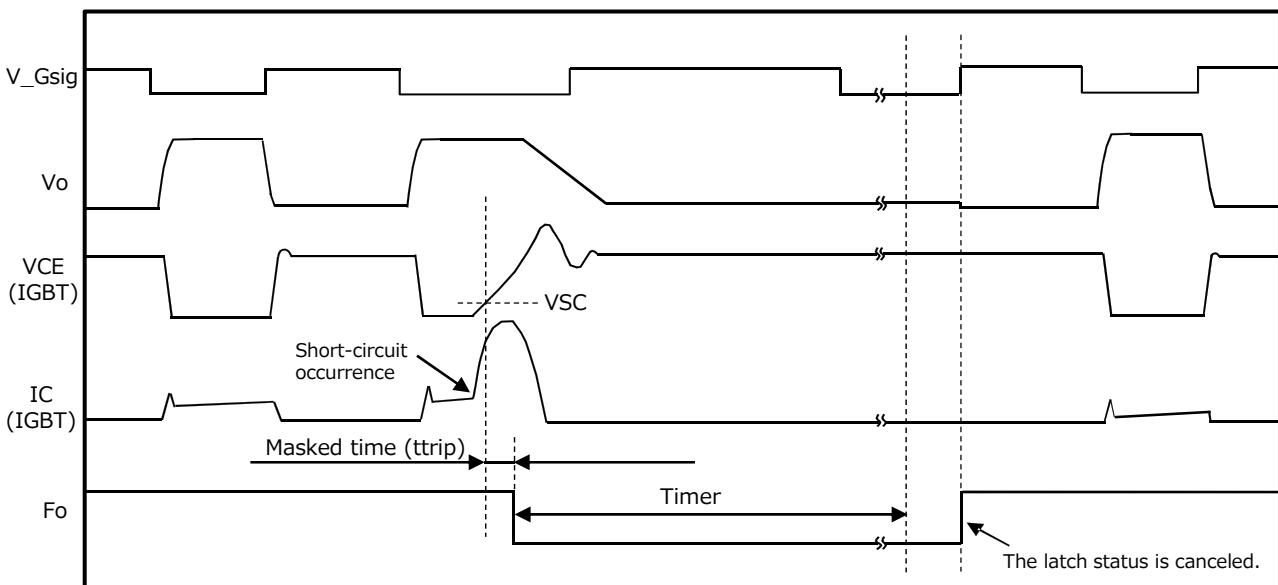 V_Gsig
Vo
VCE
(IGBT)
VSC
Short-circuit
occurrence
IC
(IGBT)
Masked time (ttrip)
Timer
Fo
The latch status is canceled.